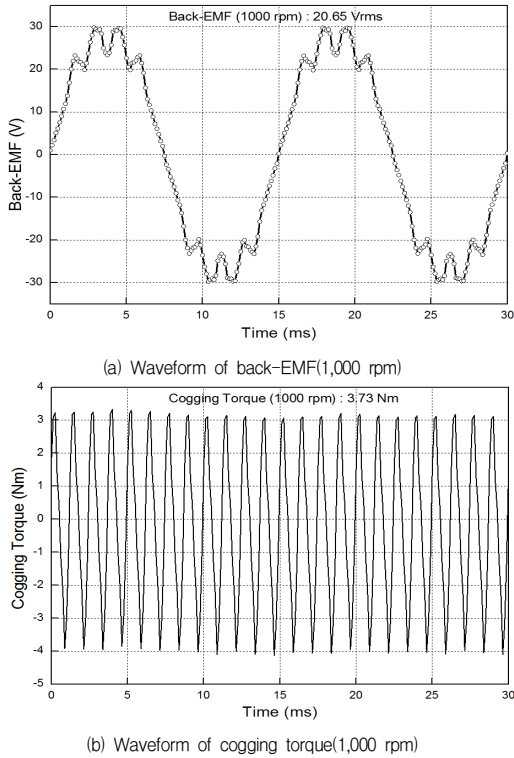 Back-EMF (1000 rpm) : 20.65 Vrms
30
20
10
0
-10
-20
-30
Back-EMF (V)
0 5 10 15 20 25 30
Time (ms)
(a) Waveform of back-EMF(1,000 rpm)
Cogging Torque (1000 rpm) : 3.73 Nm
4
3
2
1
0
-1
-2
-3
-4
-5
Cogging Torque (Nm)
0 5 10 15 20 25 30
Time (ms)
(b) Waveform of cogging torque(1,000 rpm)